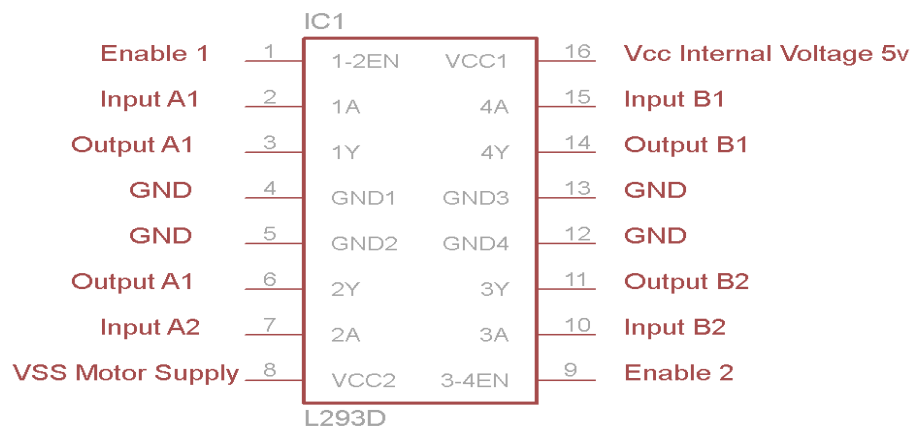 IC1
Enable 1 1 1-2EN VCC1 16 Vcc Internal Voltage 5v
Input A1 2 1A 4A 15 Input B1
Output A1 3 1Y 4Y 14 Output B1
GND 4 GND1 GND3 13 GND
GND 5 GND2 GND4 12 GND
Output A1 6 2Y 3Y 11 Output B2
Input A2 7 2A 3A 10 Input B2
VSS Motor Supply 8 VCC2 3-4EN 9 Enable 2
L293D